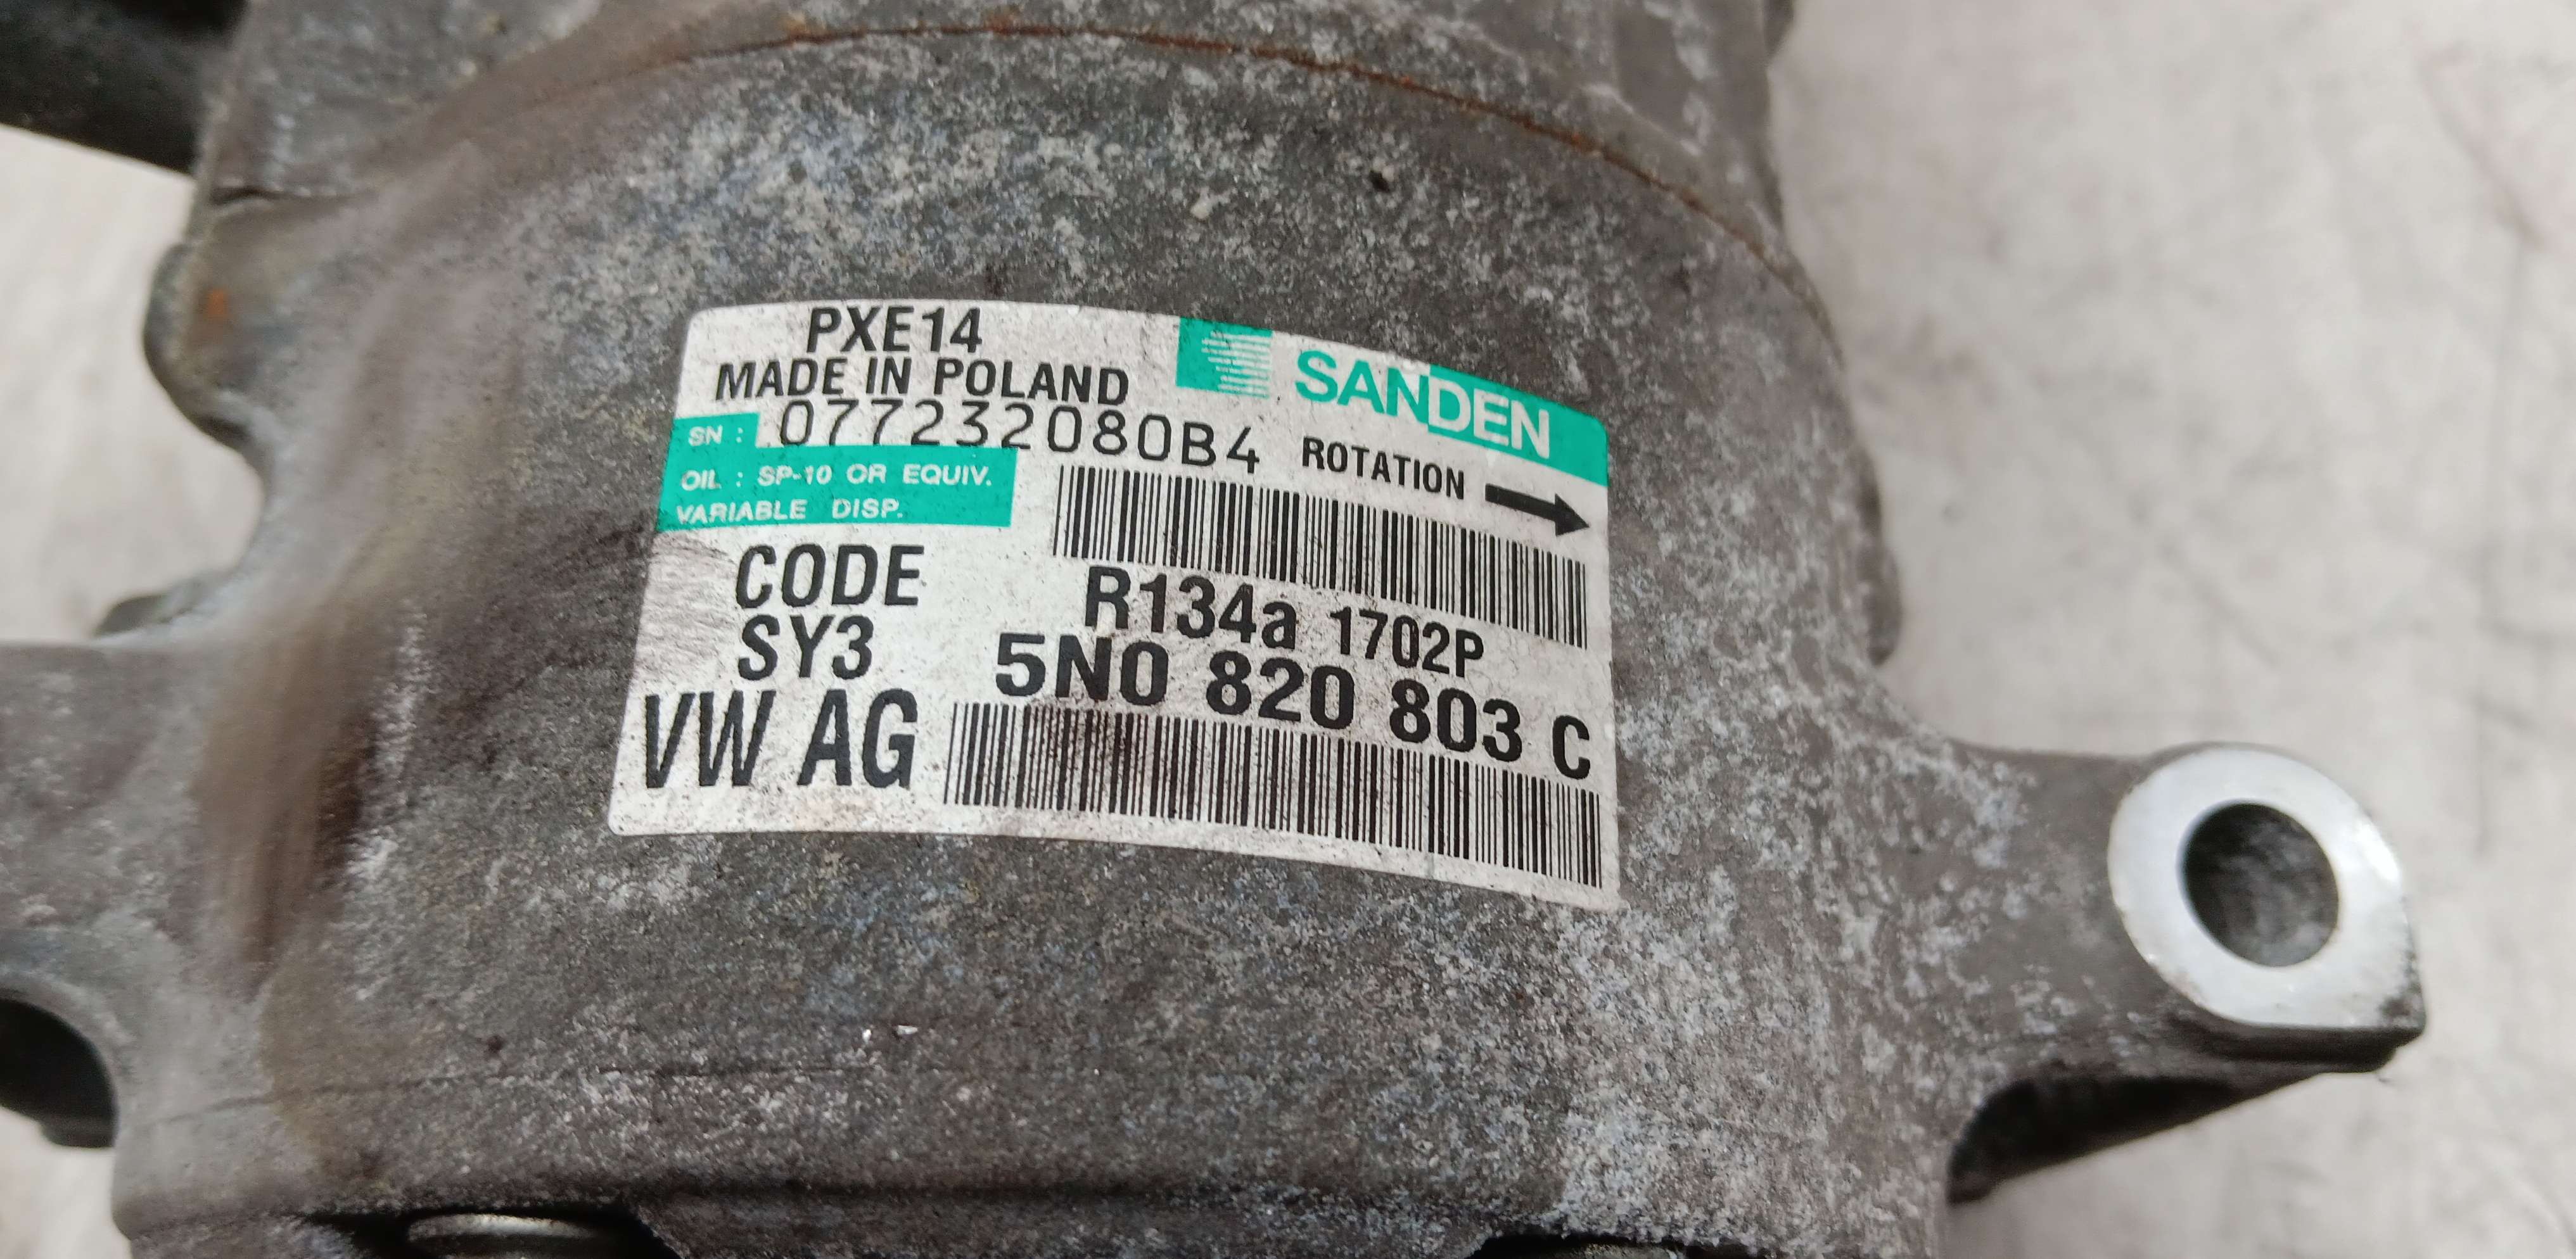 PXE14
SANDEN
MADE IN POLAND
SN : 077232080B4
ROTATION
OIL : SP-10 OR EQUIV.
VARIABLE DISP.
CODE
SY3
R134a 1702P
5N0 820 803 C
VW AG